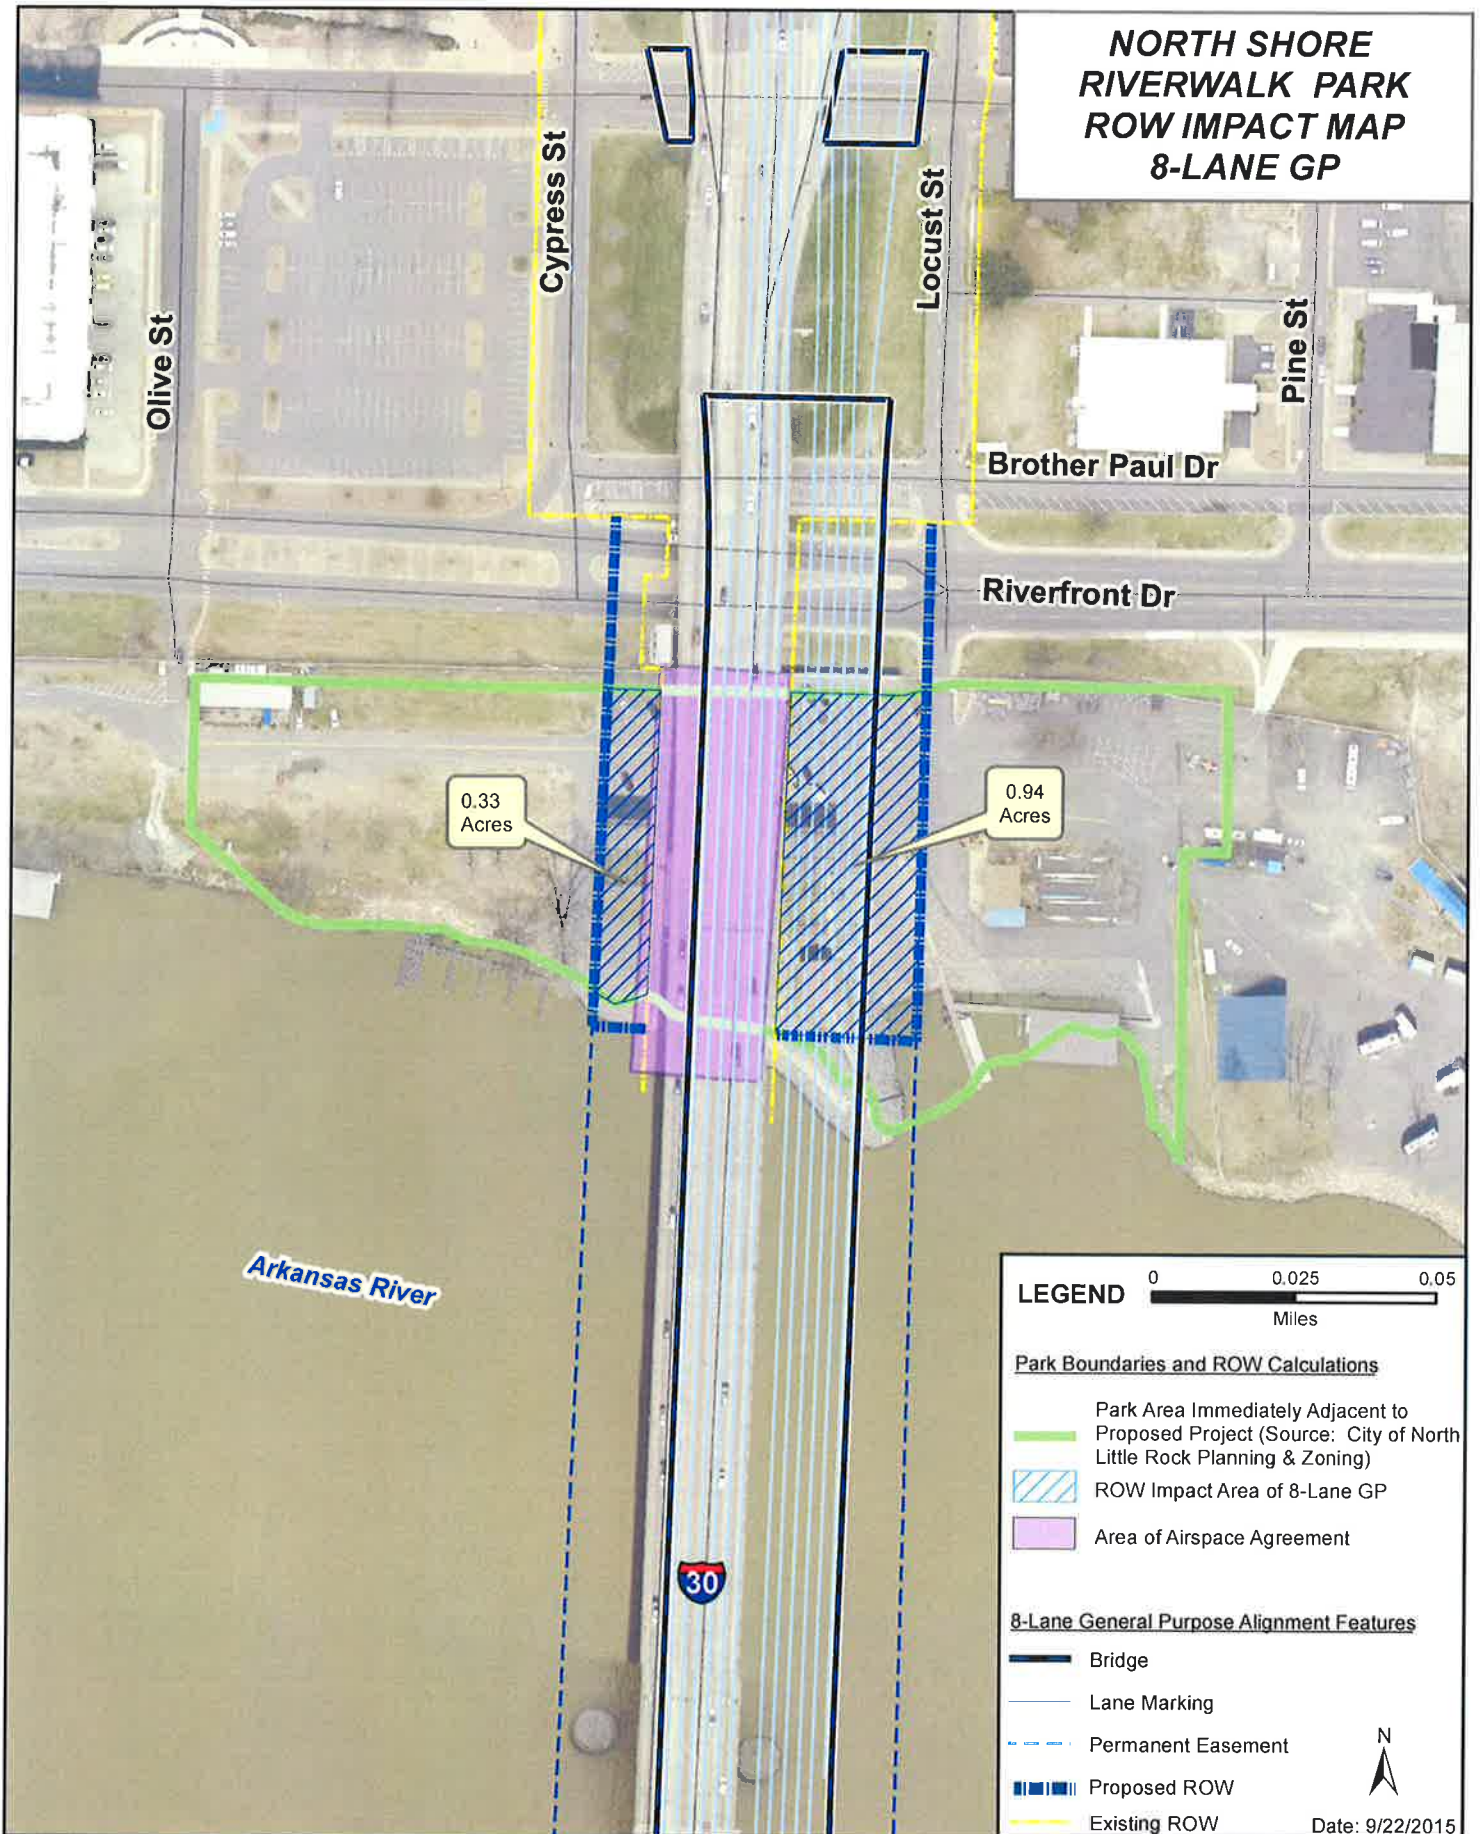 NORTH SHORE
RIVERWALK PARK
ROW IMPACT MAP
8-LANE GP
Cypress St
Locust St
Olive St
Pine St
Brother Paul Dr
Riverfront Dr
0.33
Acres
0.94
Acres
Arkansas River
30
LEGEND
0 0.025 0.05
Miles
Park Boundaries and ROW Calculations
Park Area Immediately Adjacent to
Proposed Project (Source: City of North
Little Rock Planning & Zoning)
ROW Impact Area of 8-Lane GP
Area of Airspace Agreement
8-Lane General Purpose Alignment Features
Bridge
Lane Marking
Permanent Easement
Proposed ROW
Existing ROW
N
Date: 9/22/2015